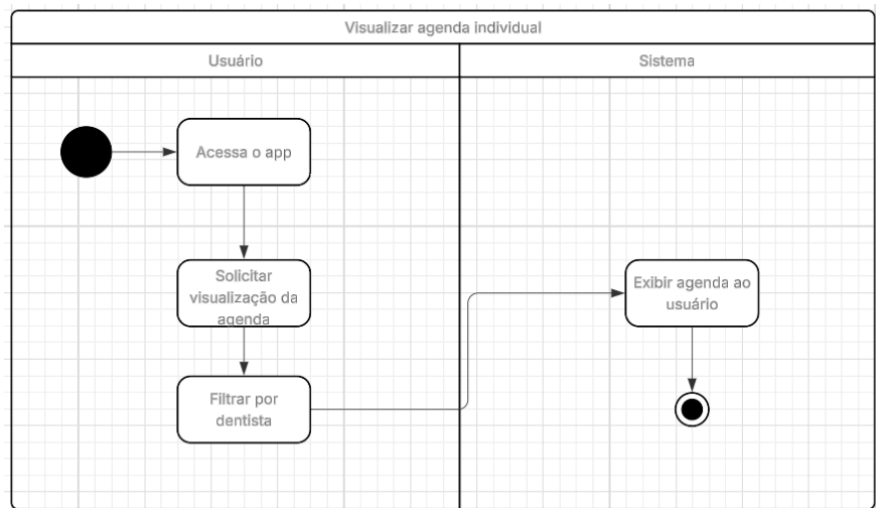 Visualizar agenda individual
Usuário
Sistema
Acessa o app
Solicitar
visualização da
agenda
Filtrar por
dentista
Exibir agenda ao
usuário